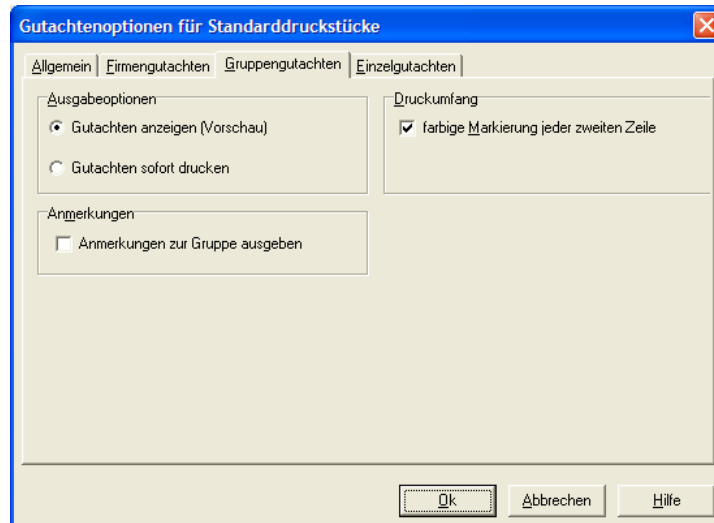 Gutachtenoptionen für Standarddruckstücke
Allgemein Firmengutachten Gruppengutachten Einzelgutachten
Ausgabeoptionen
Gutachten anzeigen (Vorschau)
Gutachten sofort drucken
Druckumfang
farbige Markierung jeder zweiten Zeile
Anmerkungen
Anmerkungen zur Gruppe ausgeben
Ok Abbrechen Hilfe